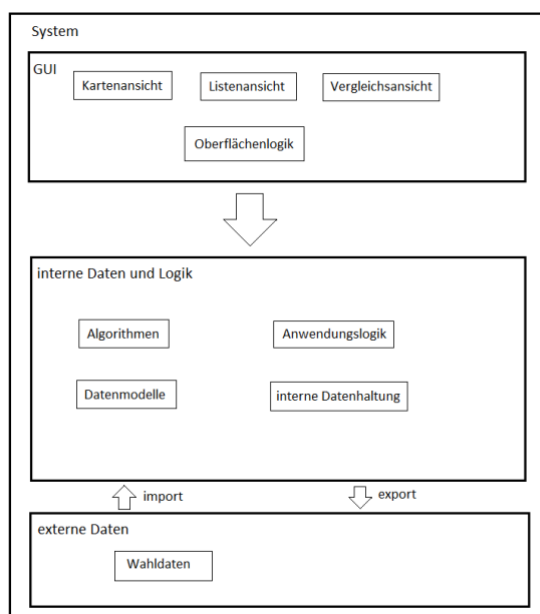 System
GUI
Kartenansicht
Listenansicht
Vergleichsansicht
Oberflächenlogik
interne Daten und Logik
Algorithmen
Anwendungslogik
Datenmodelle
interne Datenhaltung
import
export
externe Daten
Wahldaten